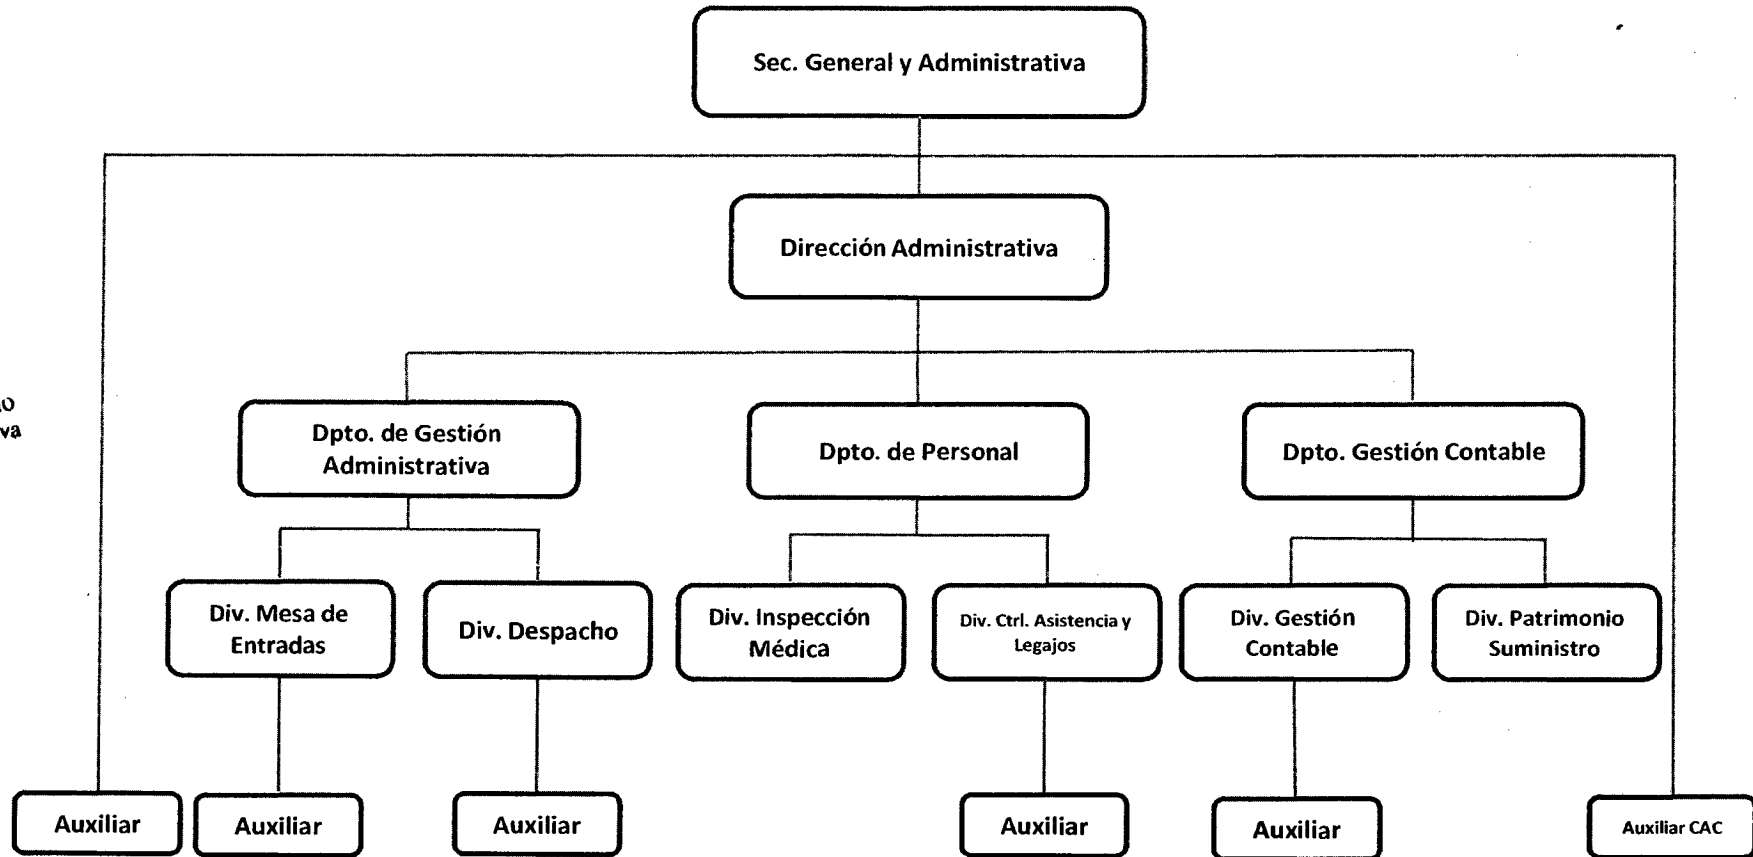 Sec. General y Administrativa
Dirección Administrativa
Dpto. de Gestión
Administrativa
Dpto. de Personal
Dpto. Gestión Contable
Div. Mesa de
Entradas
Div. Despacho
Div. Inspección
Médica
Div. Ctrl. Asistencia y
Legajos
Div. Gestión
Contable
Div. Patrimonio
Suministro
Auxiliar
Auxiliar
Auxiliar
Auxiliar
Auxiliar
Auxiliar CAC